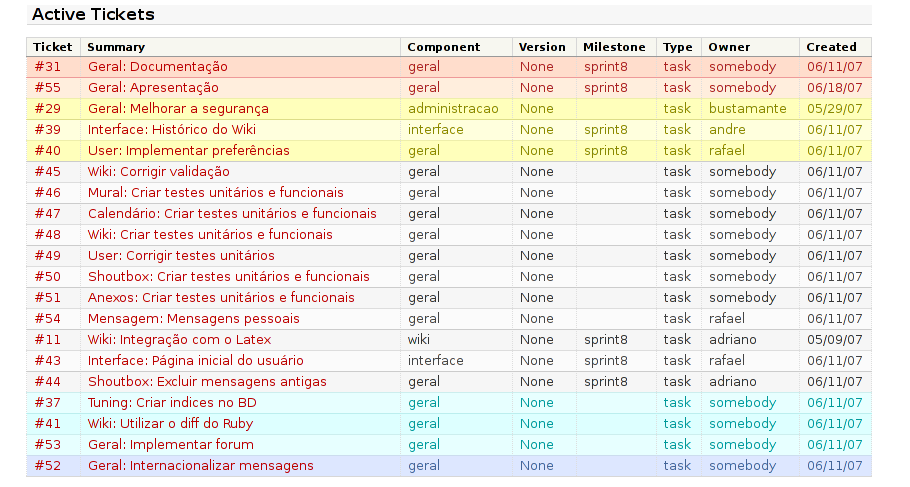 Active Tickets
Ticket Summary Component Version Milestone Type Owner Created
#31 Geral: Documentação geral None sprint8 task somebody 06/11/07
#55 Geral: Apresentação geral None sprint8 task somebody 06/18/07
#29 Geral: Melhorar a segurança administracao None task bustamante 05/29/07
#39 Interface: Histórico do Wiki interface None sprint8 task andre 06/11/07
#40 User: Implementar preferências geral None sprint8 task rafael 06/11/07
#45 Wiki: Corrigir validação geral None task somebody 06/11/07
#46 Mural: Criar testes unitários e funcionais geral None task somebody 06/11/07
#47 Calendário: Criar testes unitários e funcionais geral None task somebody 06/11/07
#48 Wiki: Criar testes unitários e funcionais geral None task somebody 06/11/07
#49 User: Corrigir testes unitários geral None task somebody 06/11/07
#50 Shoutbox: Criar testes unitários e funcionais geral None task somebody 06/11/07
#51 Anexos: Criar testes unitários e funcionais geral None task somebody 06/11/07
#54 Mensagem: Mensagens pessoais geral None task rafael 06/11/07
#11 Wiki: Integração com o Latex wiki None sprint8 task adriano 05/09/07
#43 Interface: Página inicial do usuário interface None sprint8 task rafael 06/11/07
#44 Shoutbox: Excluir mensagens antigas geral None sprint8 task adriano 06/11/07
#37 Tuning: Criar indices no BD geral None task somebody 06/11/07
#41 Wiki: Utilizar o diff do Ruby geral None task somebody 06/11/07
#53 Geral: Implementar forum geral None task somebody 06/11/07
#52 Geral: Internacionalizar mensagens geral None task somebody 06/11/07